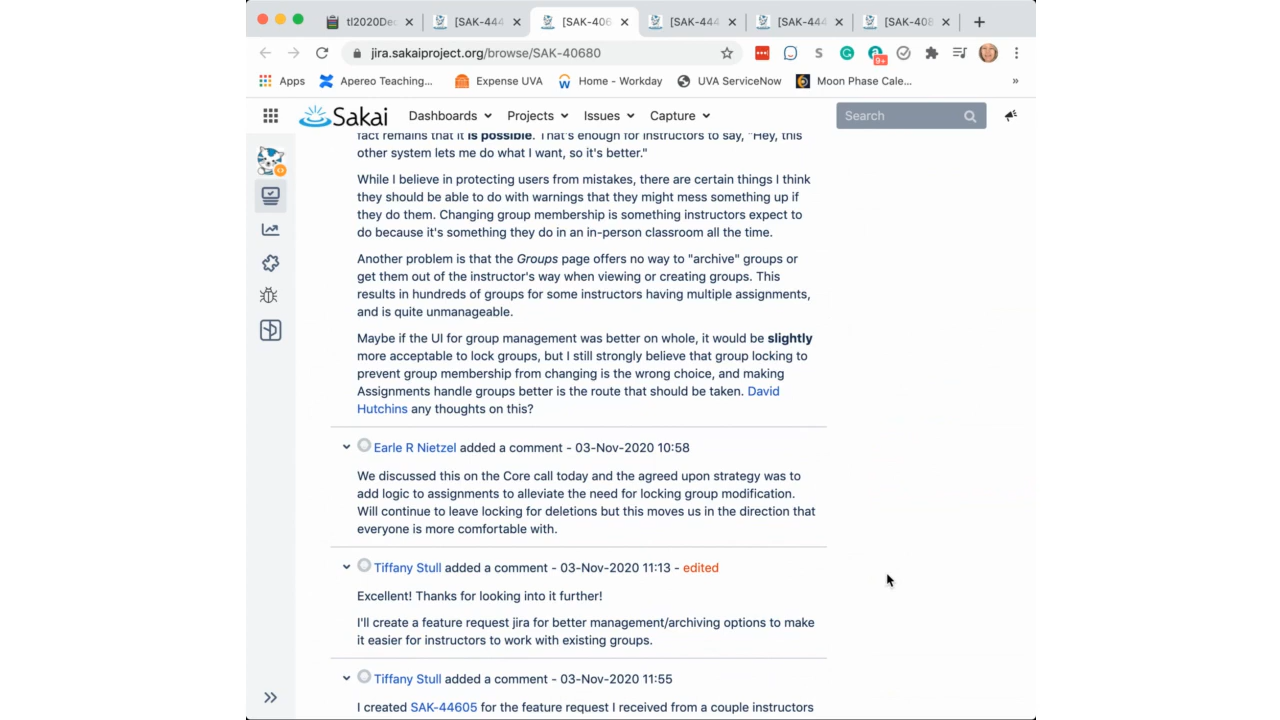 tl2020De
[SAK-444
[SAK-406
[SAK-444
[SAK-444
[SAK-408
jira.sakaiproject.org/browse/SAK-40680
S
9+
Apps
Apereo Teaching...
Expense UVA
Home - Workday
UVA ServiceNow
Moon Phase Cale...
»
Sakai
Dashboards
Projects
Issues
Capture
Search
fact remains that it is possible. That's enough for instructors to say, "Hey, this
other system lets me do what I want, so it's better."
While I believe in protecting users from mistakes, there are certain things I think
they should be able to do with warnings that they might mess something up if
they do them. Changing group membership is something instructors expect to
do because it's something they do in an in-person classroom all the time.
Another problem is that the Groups page offers no way to "archive" groups or
get them out of the instructor's way when viewing or creating groups. This
results in hundreds of groups for some instructors having multiple assignments,
and is quite unmanageable.
Maybe if the UI for group management was better on whole, it would be slightly
more acceptable to lock groups, but I still strongly believe that group locking to
prevent group membership from changing is the wrong choice, and making
Assignments handle groups better is the route that should be taken. David
Hutchins any thoughts on this?
Earle R Nietzel added a comment - 03-Nov-2020 10:58
We discussed this on the Core call today and the agreed upon strategy was to
add logic to assignments to alleviate the need for locking group modification.
Will continue to leave locking for deletions but this moves us in the direction that
everyone is more comfortable with.
Tiffany Stull added a comment - 03-Nov-2020 11:13 - edited
Excellent! Thanks for looking into it further!
I'll create a feature request jira for better management/archiving options to make
it easier for instructors to work with existing groups.
Tiffany Stull added a comment - 03-Nov-2020 11:55
I created SAK-44605 for the feature request I received from a couple instructors